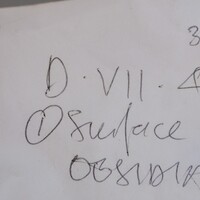 3
D. VII. 4
① Surface
OBSIDIA